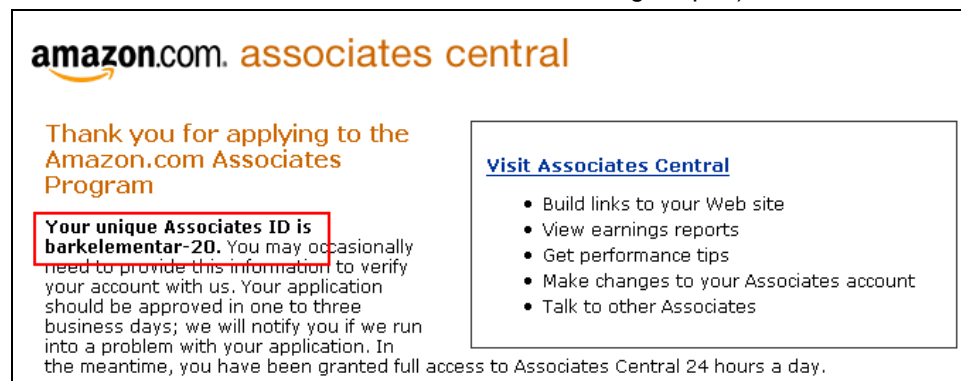 amazon.com. associates central
Thank you for applying to the
Amazon.com Associates
Program
Your unique Associates ID is
barkelementar-20. You may occasionally
need to provide this information to verify
your account with us. Your application
should be approved in one to three
business days; we will notify you if we run
into a problem with your application. In
the meantime, you have been granted full access to Associates Central 24 hours a day.
Visit Associates Central
• Build links to your Web site
• View earnings reports
• Get performance tips
• Make changes to your Associates account
• Talk to other Associates